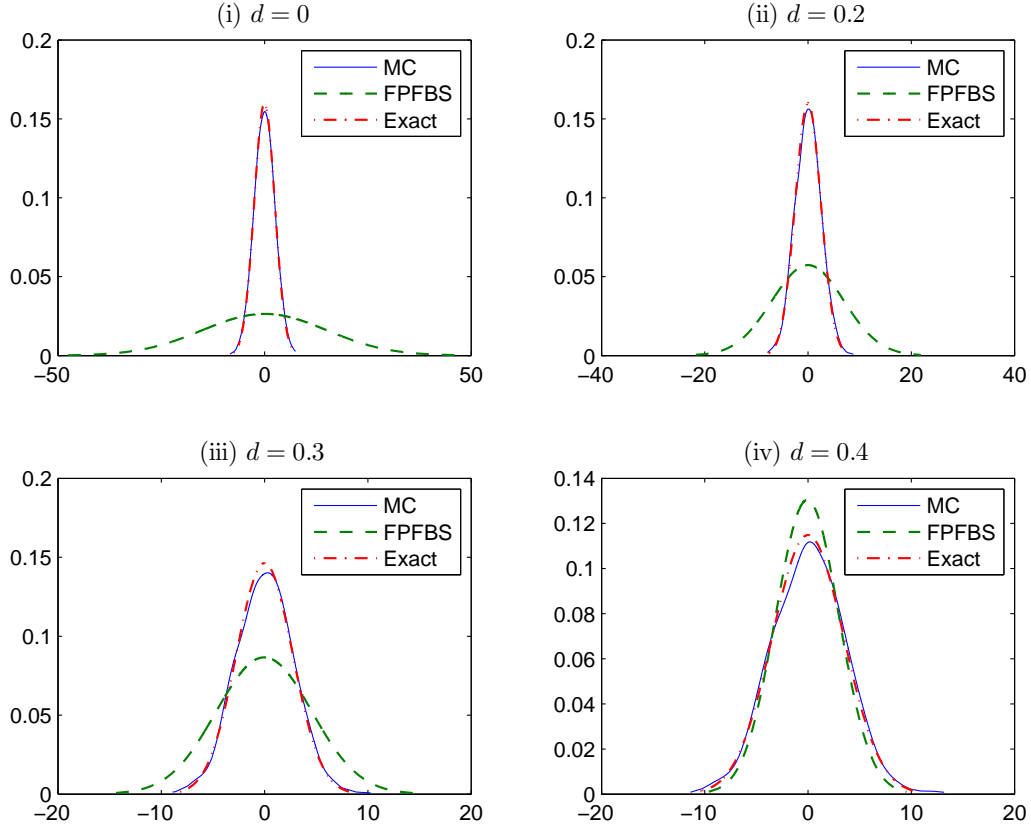 (i) d = 0
0.2
0.15
0.1
0.05
0
−50
0
50
MC
FPFBS
Exact
(ii) d = 0.2
0.2
0.15
0.1
0.05
0
−40
−20
0
20
40
MC
FPFBS
Exact
(iii) d = 0.3
0.2
0.15
0.1
0.05
0
−20
−10
0
10
20
MC
FPFBS
Exact
(iv) d = 0.4
0.14
0.12
0.1
0.08
0.06
0.04
0.02
0
−20
−10
0
10
20
MC
FPFBS
Exact